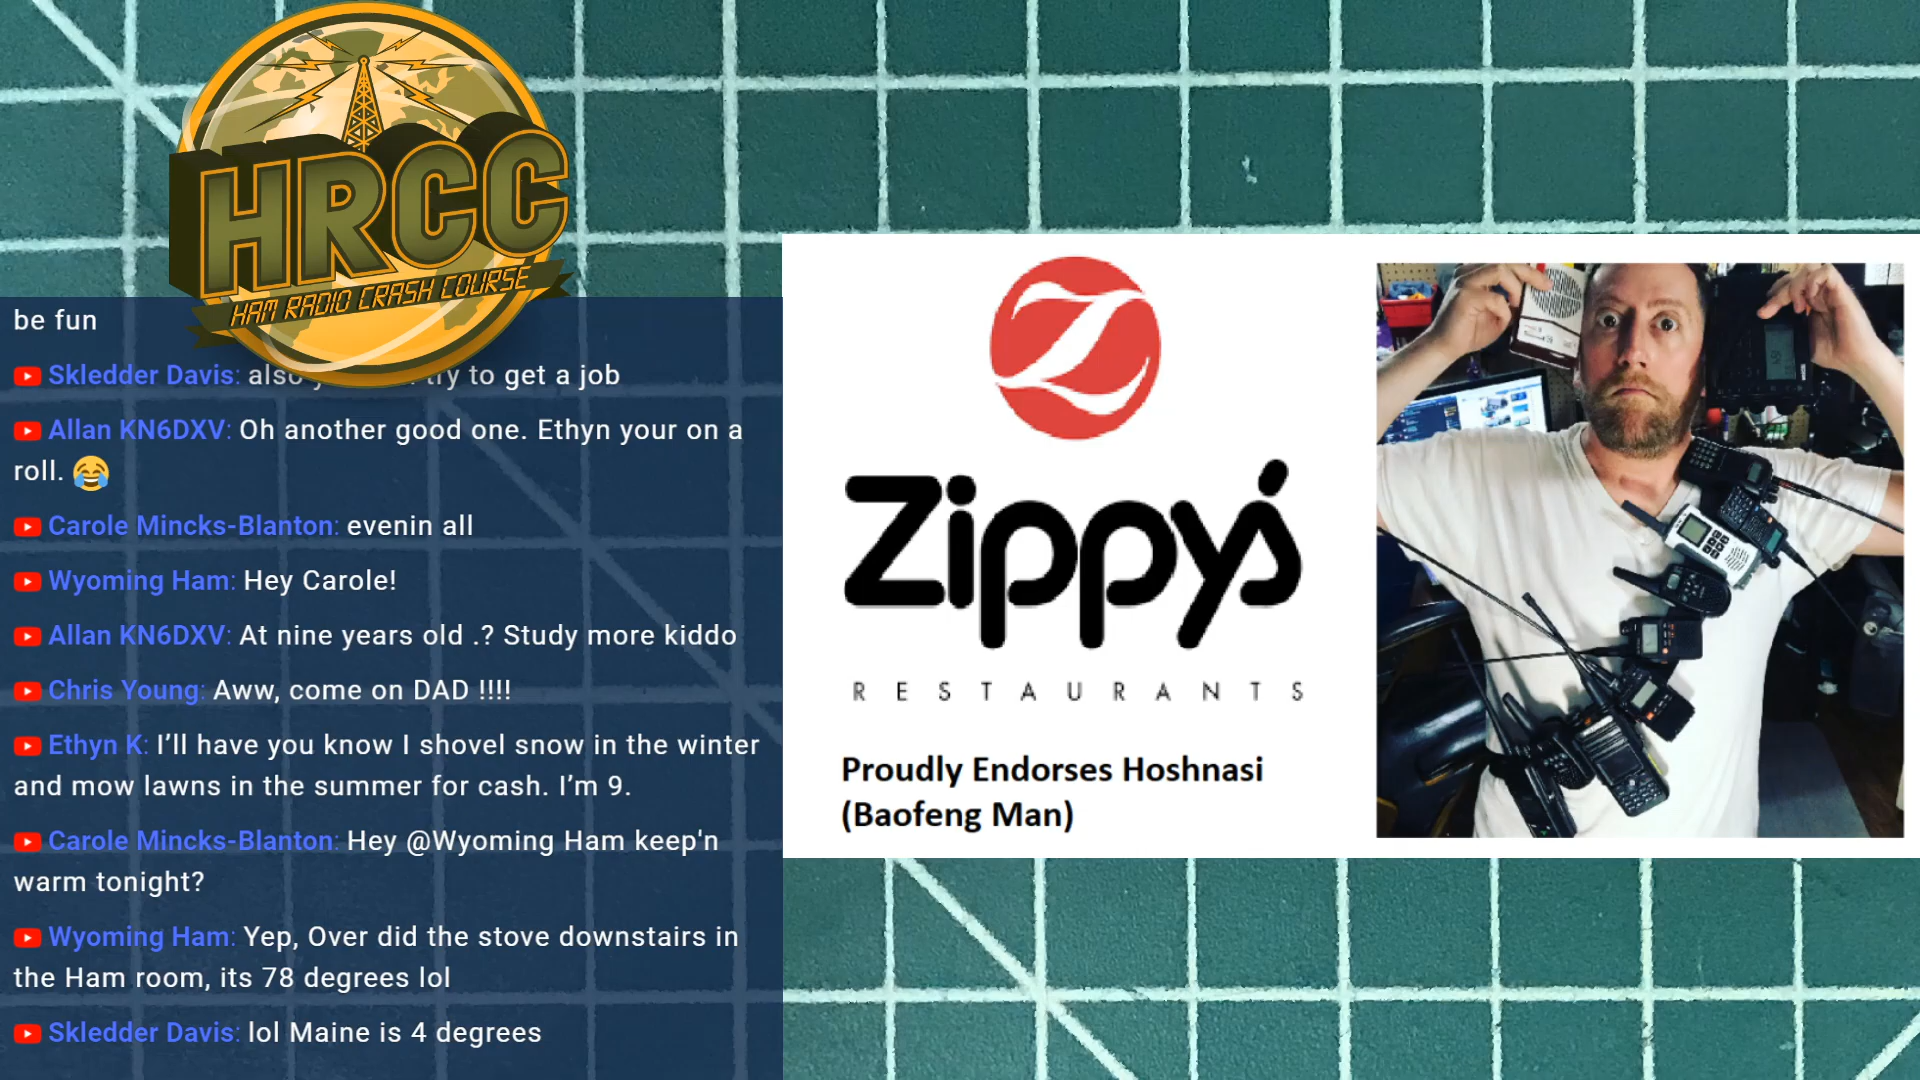 HRCC
HAM RADIO CRASH COURSE
be fun
Skledder Davis: also try to get a job
Allan KN6DXV: Oh another good one. Ethyn your on a
roll. 😂
Carole Mincks-Blanton: evenin all
Wyoming Ham: Hey Carole!
Allan KN6DXV: At nine years old .? Study more kiddo
Chris Young: Aww, come on DAD !!!!
Ethyn K: I’ll have you know I shovel snow in the winter
and mow lawns in the summer for cash. I’m 9.
Carole Mincks-Blanton: Hey @Wyoming Ham keep'n
warm tonight?
Wyoming Ham: Yep, Over did the stove downstairs in
the Ham room, its 78 degrees lol
Skledder Davis: lol Maine is 4 degrees
Z
Zippy's
RESTAURANTS
Proudly Endorses Hoshnasi
(Baofeng Man)